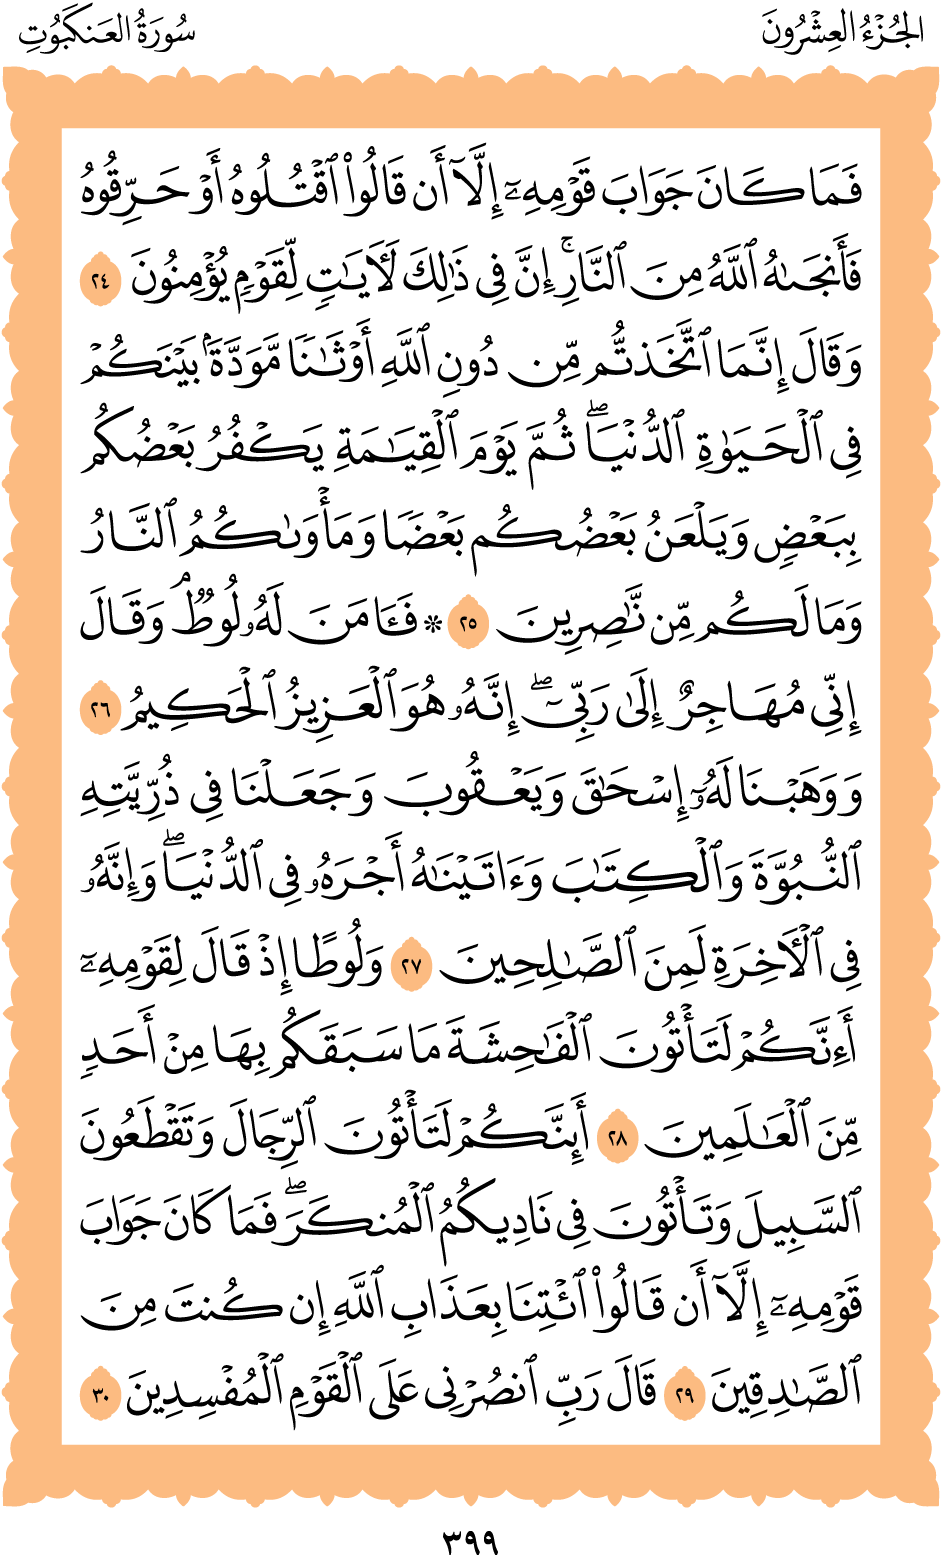 الجُزْءُ العِشْرُونَ
سُورَةُ العَنكَبُوتِ
فَمَا كَانَ جَوَابَ قَوْمِهِۦٓ إِلَّآ أَن قَالُوا۟ ٱقْتُلُوهُ أَوْ حَرِّقُوهُ
فَأَنجَىٰهُ ٱللَّهُ مِنَ ٱلنَّارِۚ إِنَّ فِى ذَٰلِكَ لَـَٔايَـٰتٍ لِّقَوْمٍ يُؤْمِنُونَ ٢٤
وَقَالَ إِنَّمَا ٱتَّخَذْتُم مِّن دُونِ ٱللَّهِ أَوْثَـٰنًا مَّوَدَّةَۢ بَيْنِكُمْ
فِى ٱلْحَيَوٰةِ ٱلدُّنْيَاۖ ثُمَّ يَوْمَ ٱلْقِيَـٰمَةِ يَكْفُرُ بَعْضُكُم
بِبَعْضٍ وَيَلْعَنُ بَعْضُكُم بَعْضًا وَمَأْوَىٰكُمُ ٱلنَّارُ
وَمَا لَكُم مِّن نَّـٰصِرِينَ ٢٥ ۞ فَـَٔامَنَ لَهُۥ لُوطٌۘ وَقَالَ
إِنِّى مُهَاجِرٌ إِلَىٰ رَبِّىٓۖ إِنَّهُۥ هُوَ ٱلْعَزِيزُ ٱلْحَكِيمُ ٢٦
وَوَهَبْنَا لَهُۥٓ إِسْحَـٰقَ وَيَعْقُوبَ وَجَعَلْنَا فِى ذُرِّيَّتِهِ
ٱلنُّبُوَّةَ وَٱلْكِتَـٰبَ وَءَاتَيْنَـٰهُ أَجْرَهُۥ فِى ٱلدُّنْيَاۖ وَإِنَّهُۥ
فِى ٱلْـَٔاخِرَةِ لَمِنَ ٱلصَّـٰلِحِينَ ٢٧ وَلُوطًا إِذْ قَالَ لِقَوْمِهِۦٓ
أَءِنَّكُمْ لَتَأْتُونَ ٱلْفَـٰحِشَةَ مَا سَبَقَكُم بِهَا مِنْ أَحَدٍ
مِّنَ ٱلْعَـٰلَمِينَ ٢٨ أَئِنَّكُمْ لَتَأْتُونَ ٱلرِّجَالَ وَتَقْطَعُونَ
ٱلسَّبِيلَ وَتَأْتُونَ فِى نَادِيكُمُ ٱلْمُنكَرَۖ فَمَا كَانَ جَوَابَ
قَوْمِهِۦٓ إِلَّآ أَن قَالُوا۟ ٱئْتِنَا بِعَذَابِ ٱللَّهِ إِن كُنتَ مِنَ
ٱلصَّـٰدِقِينَ ٢٩ قَالَ رَبِّ ٱنصُرْنِى عَلَى ٱلْقَوْمِ ٱلْمُفْسِدِينَ ٣٠
٣٩٩